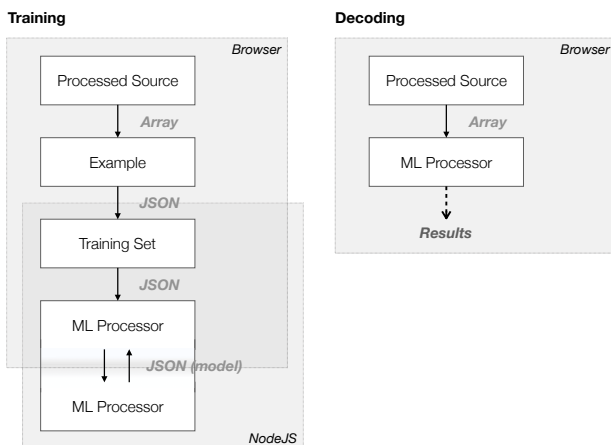 Training
Browser
Processed Source
Array
Example
JSON
Training Set
JSON
ML Processor
JSON (model)
ML Processor
NodeJS
Decoding
Browser
Processed Source
Array
ML Processor
Results